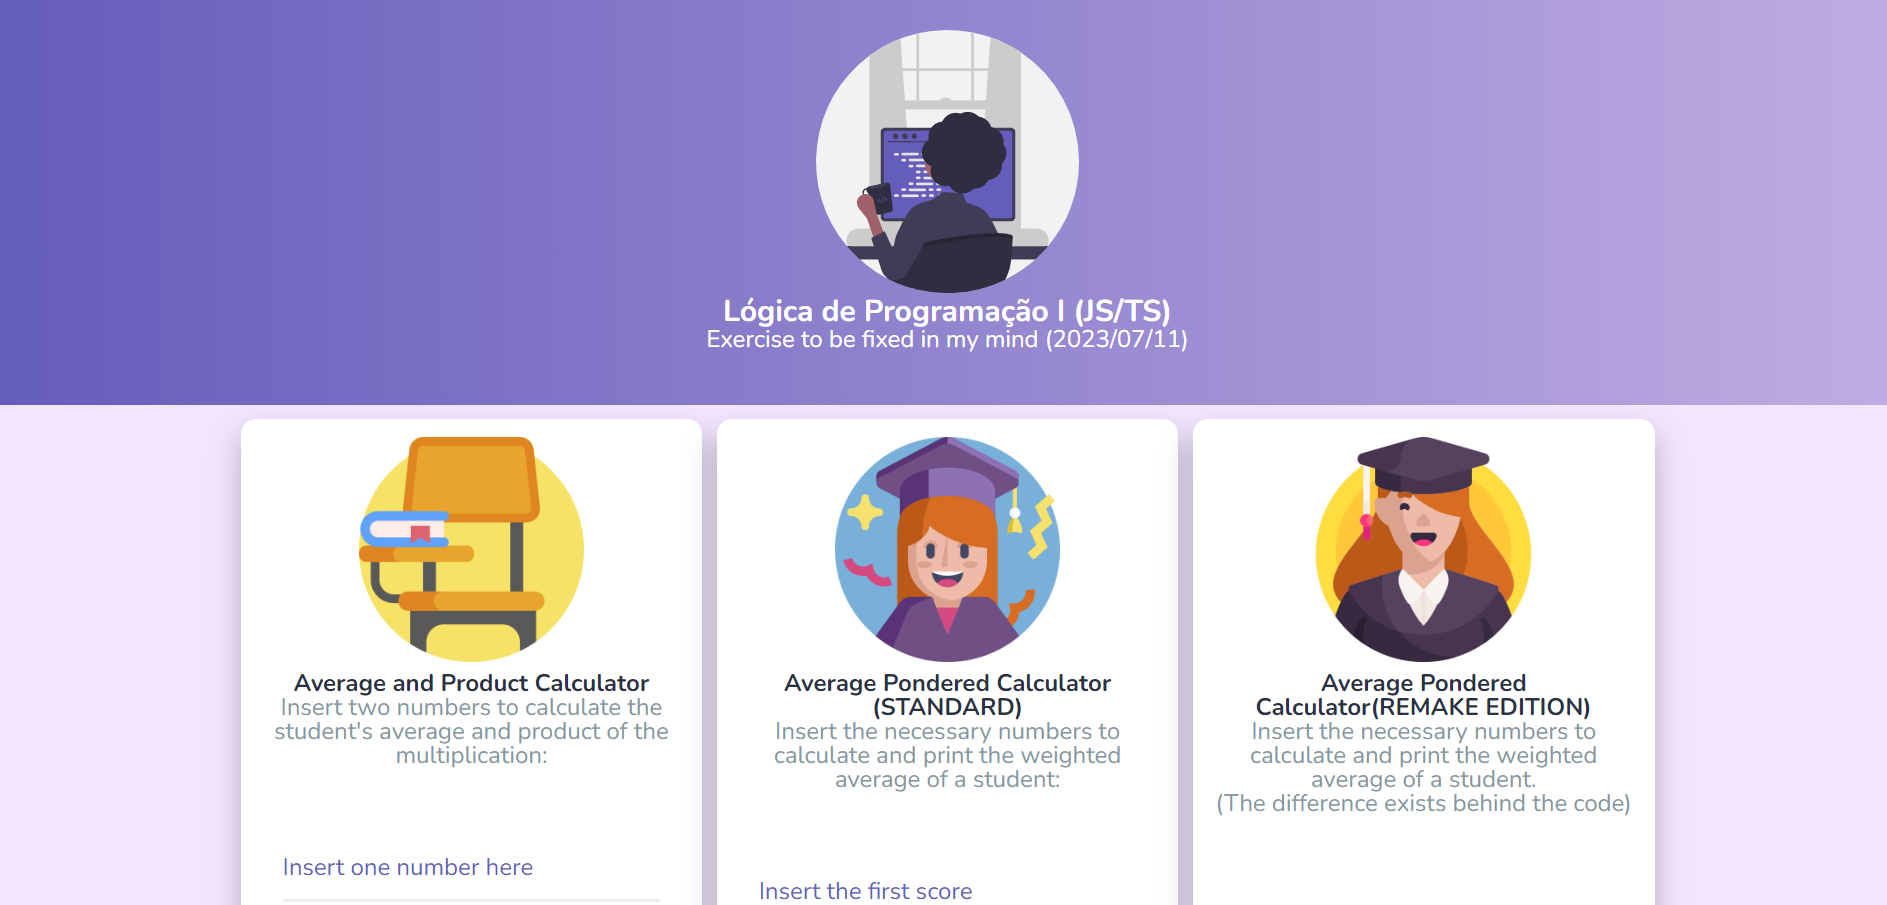 Lógica de Programação I (JS/TS)
Exercise to be fixed in my mind (2023/07/11)
Average and Product Calculator
Insert two numbers to calculate the
student's average and product of the
multiplication:
Insert one number here
Average Pondered Calculator
(STANDARD)
Insert the necessary numbers to
calculate and print the weighted
average of a student:
Insert the first score
Average Pondered
Calculator(REMAKE EDITION)
Insert the necessary numbers to
calculate and print the weighted
average of a student.
(The difference exists behind the code)